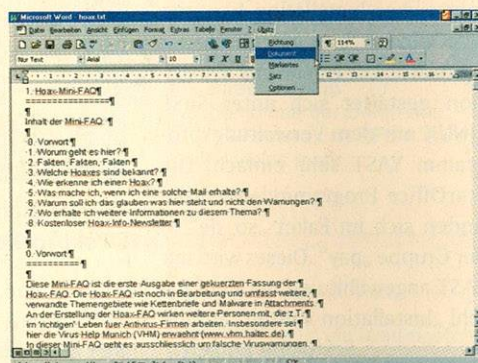 Microsoft Word - hoax.txt
Datei Bearbeiten Ansicht Einfügen Format Extras Tabelle Fenster ? Übatz
Nur Text Arial 10 F K U 154%
Richtung
Dokument
Markiertes
Satz
Optionen ...
1. Hoax-Mini-FAQ¶
===============¶
¶
Inhalt der Mini-FAQ ¶
¶
0. Vorwort¶
1. Worum geht es hier?¶
2. Fakten, Fakten, Fakten¶
3. Welche Hoaxes sind bekannt?¶
4. Wie erkenne ich einen Hoax?¶
5. Was mache ich, wenn ich eine solche Mail erhalte?¶
6. Warum soll ich das glauben was hier steht und nicht den Warnungen?¶
7. Wo erhalte ich weitere Informationen zu diesem Thema?¶
8. Kostenloser Hoax-Info-Newsletter ¶
¶
¶
0. Vorwort¶
========== ¶
¶
Diese Mini-FAQ ist die erste Ausgabe einer gekuerzten Fassung der ¶
Hoax-FAQ. Die Hoax-FAQ ist noch in Bearbeitung und umfasst weitere, ¶
verwandte Themengebiete wie Kettenbriefe und Malware in Attachments. ¶
An der Erstellung der Hoax-FAQ wirken weitere Personen mit, die z.T. ¶
im 'richtigen' Leben fuer Antivirus-Firmen arbeiten. Insbesondere sei ¶
hier die Virus Help Munich (VHM) erwaehnt (www.vhm.haitec.de). ¶
In dieser Mini-FAQ geht es ausschliesslich um falsche Viruswarnungen. ¶